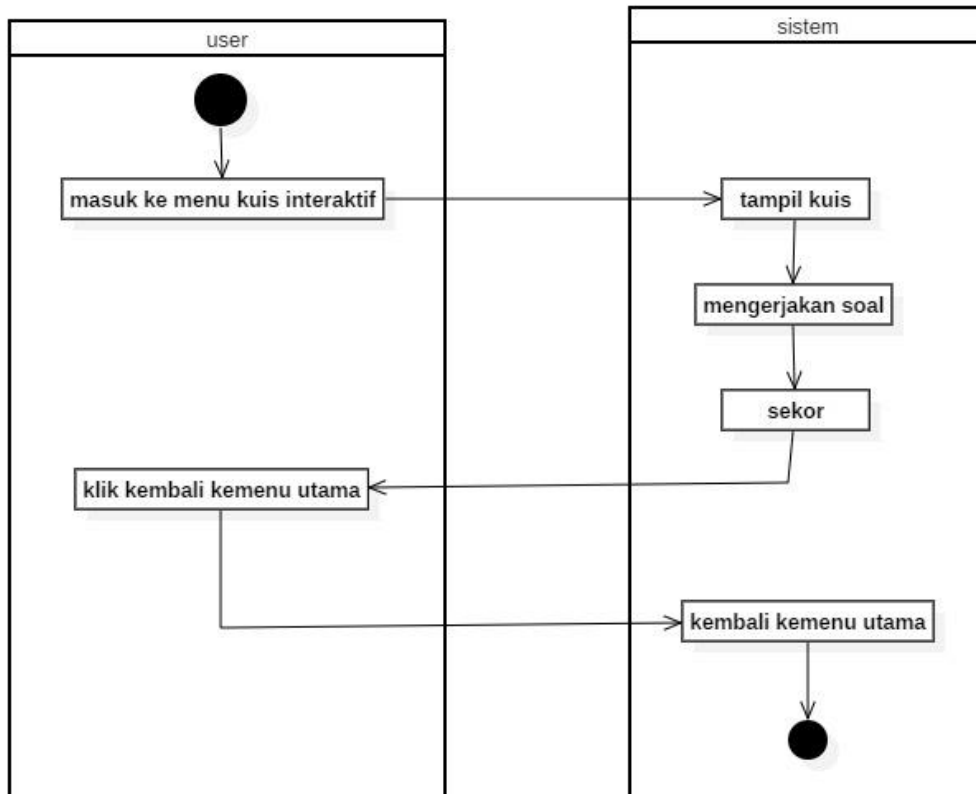 user
sistem
masuk ke menu kuis interaktif
tampil kuis
mengerjakan soal
sekor
klik kembali kemenu utama
kembali kemenu utama